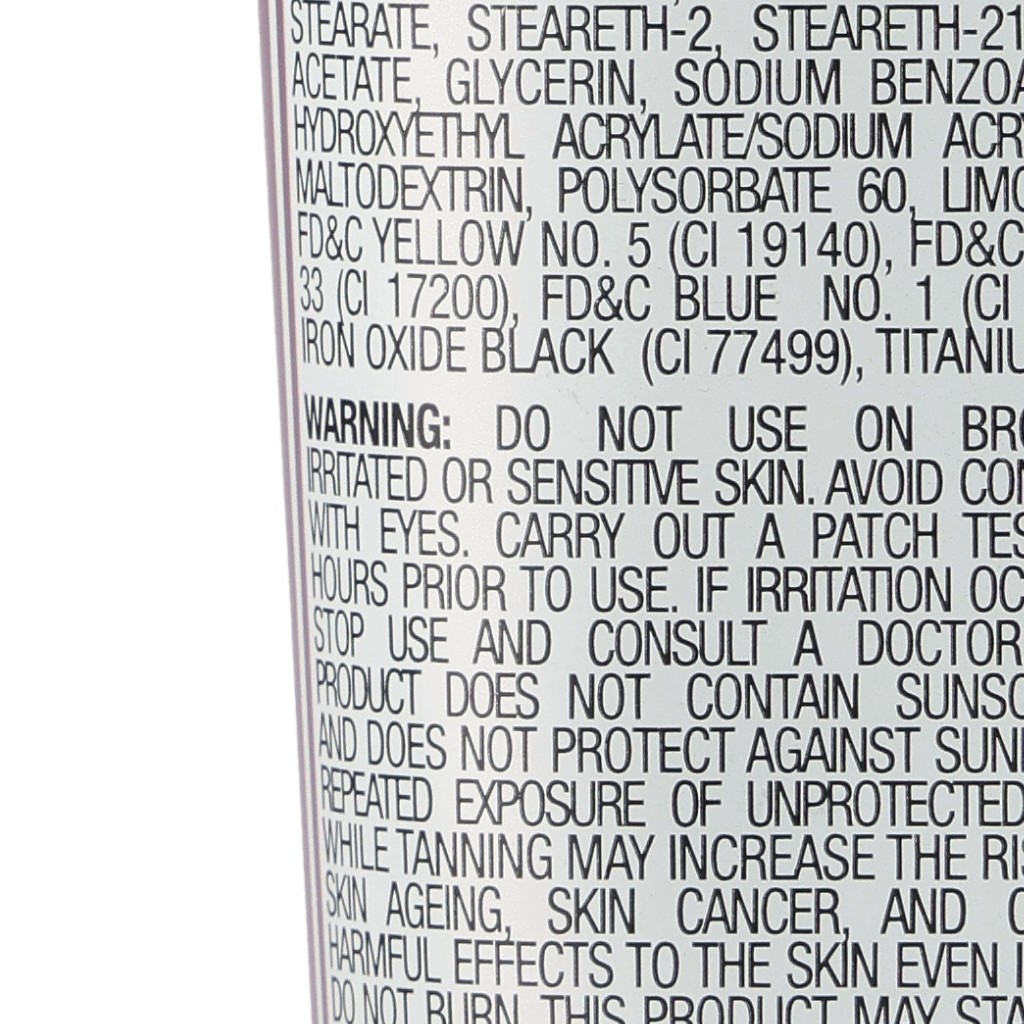 STEARATE, STEARETH-2, STEARETH-21
ACETATE, GLYCERIN, SODIUM BENZOA
HYDROXYETHYL ACRYLATE/SODIUM ACR
MALTODEXTRIN, POLYSORBATE 60, LIMO
FD&C YELLOW NO. 5 (CI 19140), FD&C
33 (CI 17200), FD&C BLUE NO. 1 (CI
IRON OXIDE BLACK (CI 77499), TITANIU
WARNING: DO NOT USE ON BRO
IRRITATED OR SENSITIVE SKIN. AVOID CON
WITH EYES. CARRY OUT A PATCH TES
HOURS PRIOR TO USE. IF IRRITATION OC
STOP USE AND CONSULT A DOCTOR
PRODUCT DOES NOT CONTAIN SUNSC
AND DOES NOT PROTECT AGAINST SUN
REPEATED EXPOSURE OF UNPROTECTED
WHILE TANNING MAY INCREASE THE RIS
SKIN AGEING, SKIN CANCER, AND
HARMFUL EFFECTS TO THE SKIN EVEN I
DO NOT BURN. THIS PRODUCT MAY STA